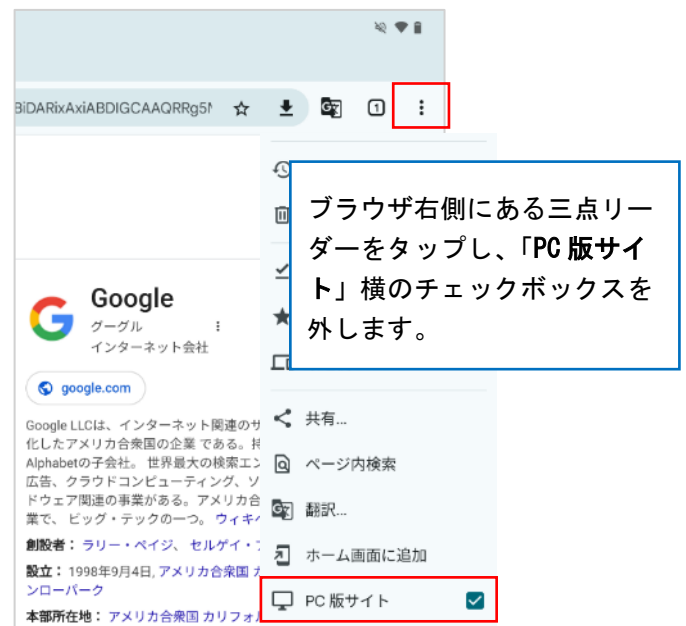 BiDARixAxiABDIGCAAQRRg5
1
ブラウザ右側にある三点リー
ダーをタップし、「PC版サイ
ト」横のチェックボックスを
外します。
Google
グーグル
インターネット会社
google.com
Google LLCは、インターネット関連のサ
化したアメリカ合衆国の企業 である。持
Alphabetの子会社。 世界最大の検索エン
広告、クラウドコンピューティング、ソ
ドウェア関連の事業がある。アメリカ合
業で、 ビッグ・テックの一つ。 ウィキペ
創設者： ラリー・ペイジ、 セルゲイ・
設立： 1998年9月4日, アメリカ合衆国 カ
ンローパーク
本部所在地： アメリカ合衆国 カリフォル
共有...
ページ内検索
翻訳...
ホーム画面に追加
PC 版サイト